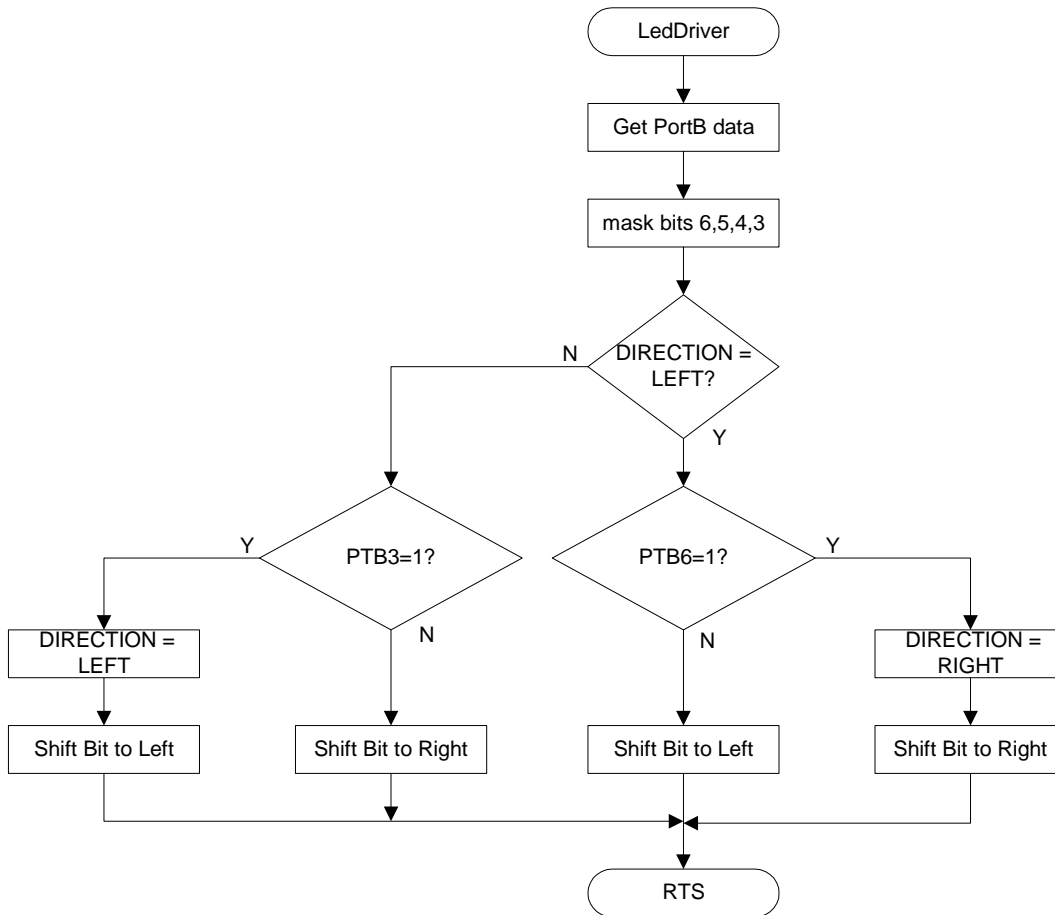 LedDriver
Get PortB data
mask bits 6,5,4,3
DIRECTION =
LEFT?
N
Y
PTB3=1?
Y
N
PTB6=1?
Y
N
DIRECTION =
LEFT
DIRECTION =
RIGHT
Shift Bit to Left
Shift Bit to Right
Shift Bit to Left
Shift Bit to Right
RTS